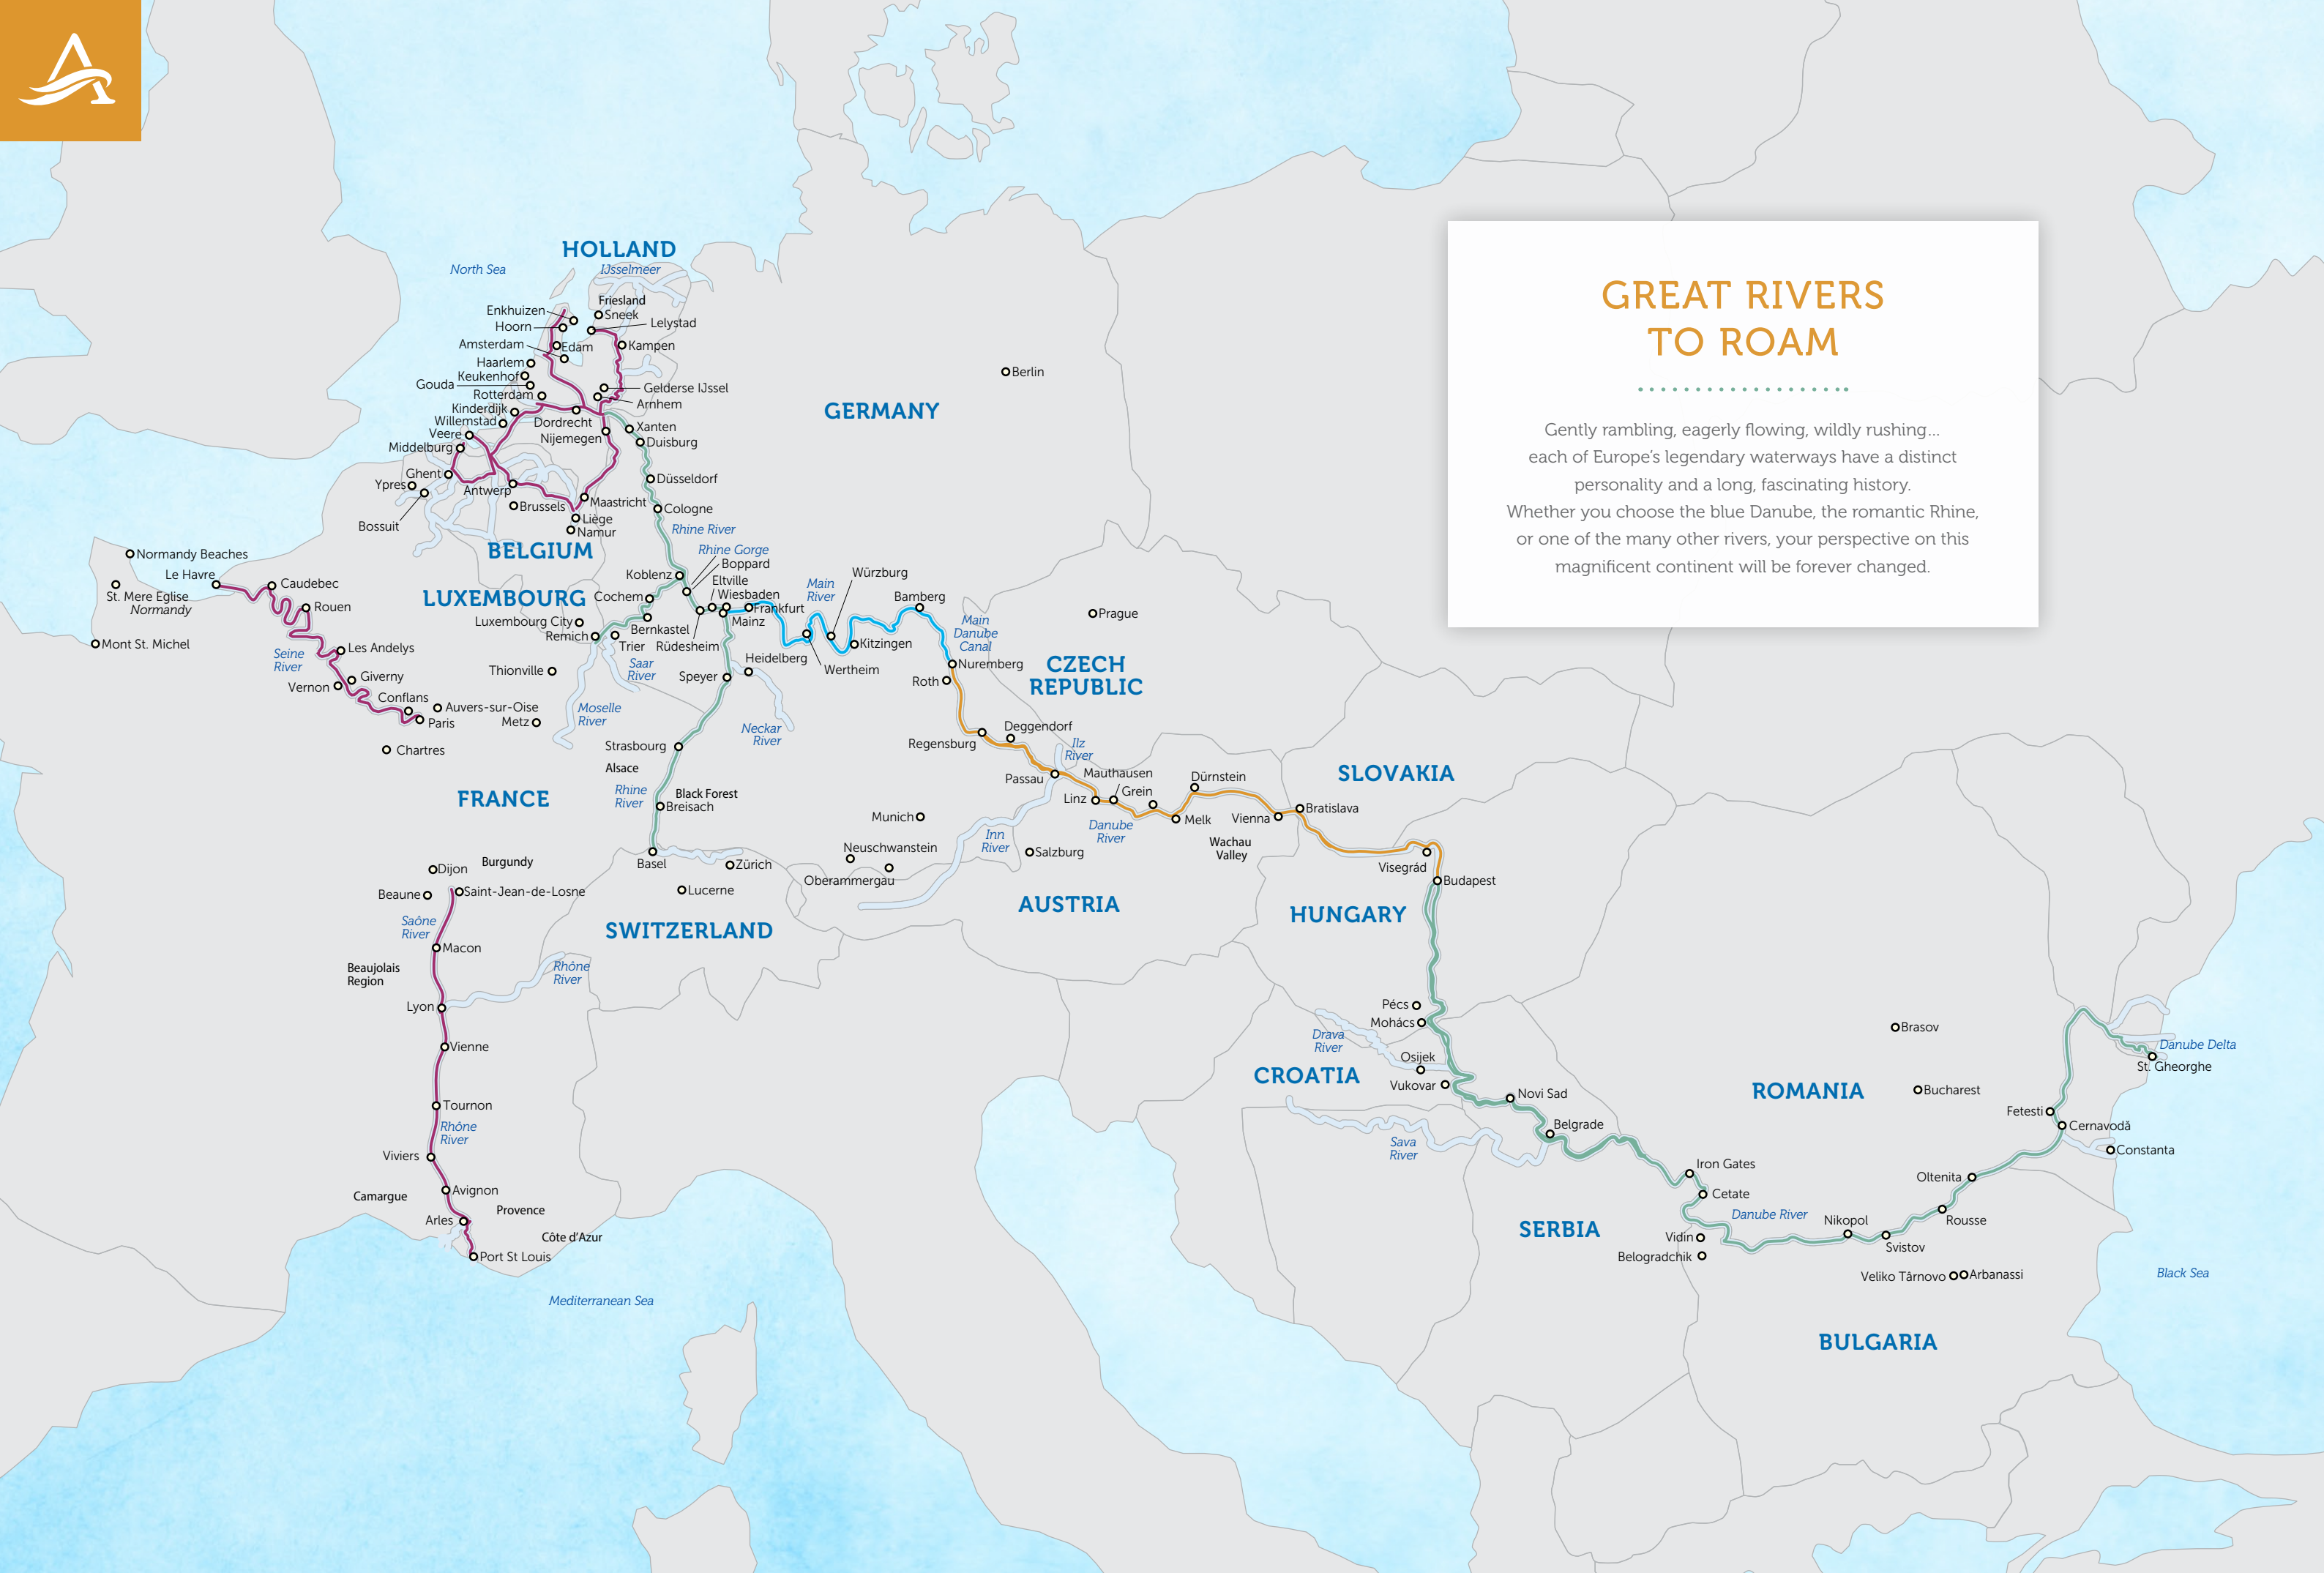 GREAT RIVERS
TO ROAM
Gently rambling, eagerly flowing, wildly rushing...
each of Europe's legendary waterways have a distinct
personality and a long, fascinating history.
Whether you choose the blue Danube, the romantic Rhine,
or one of the many other rivers, your perspective on this
magnificent continent will be forever changed.
HOLLAND
North Sea
IJsselmeer
Friesland
Enkhuizen
Sneek
Hoorn
Lelystad
Amsterdam
Edam
Kampen
Haarlem
Keukenhof
Gouda
Gelderse IJssel
Rotterdam
Arnhem
Kinderdijk
Willemstad
Dordrecht
Xanten
Veere
Nijemegen
Duisburg
Middelburg
Ghent
Düsseldorf
Ypres
Antwerp
Maastricht
Brussels
Cologne
Liège
Bossuit
Namur
Rhine River
BELGIUM
Berlin
GERMANY
Rhine Gorge
Boppard
Koblenz
Eltville
Wiesbaden
Frankfurt
Mainz
Cochem
LUXEMBOURG
Luxembourg City
Remich
Bernkastel
Trier
Rüdesheim
Saar
River
Thionville
Metz
Moselle
River
Heidelberg
Speyer
Neckar
River
Main
River
Würzburg
Wertheim
Kitzingen
Bamberg
Main
Danube
Canal
Nuremberg
Roth
Prague
CZECH
REPUBLIC
Normandy Beaches
Le Havre
St. Mere Eglise
Normandy
Mont St. Michel
Caudebec
Rouen
Les Andelys
Seine
River
Giverny
Vernon
Conflans
Auvers-sur-Oise
Paris
Chartres
FRANCE
Strasbourg
Alsace
Rhine
River
Black Forest
Breisach
Basel
Zürich
Lucerne
SWITZERLAND
Regensburg
Deggendorf
Ilz
River
Passau
Mauthausen
Linz
Grein
Dürnstein
Danube
River
Melk
Vienna
Wachau
Valley
Bratislava
SLOVAKIA
Munich
Neuschwanstein
Oberammergau
Inn
River
Salzburg
AUSTRIA
Visegrád
Budapest
HUNGARY
Dijon
Burgundy
Beaune
Saint-Jean-de-Losne
Saône
River
Macon
Beaujolais
Region
Rhône
River
Lyon
Vienne
Tournon
Rhône
River
Viviers
Avignon
Camargue
Provence
Arles
Côte d'Azur
Port St Louis
Mediterranean Sea
Pécs
Mohács
Drava
River
Osijek
CROATIA
Vukovar
Novi Sad
Belgrade
Sava
River
SERBIA
Iron Gates
Cetate
Danube River
Vidin
Belogradchik
Nikopol
Svistov
Rousse
Oltenita
Veliko Târnovo
Arbanassi
BULGARIA
Brasov
ROMANIA
Bucharest
Fetesti
Cernavodă
Constanta
Danube Delta
St. Gheorghe
Black Sea